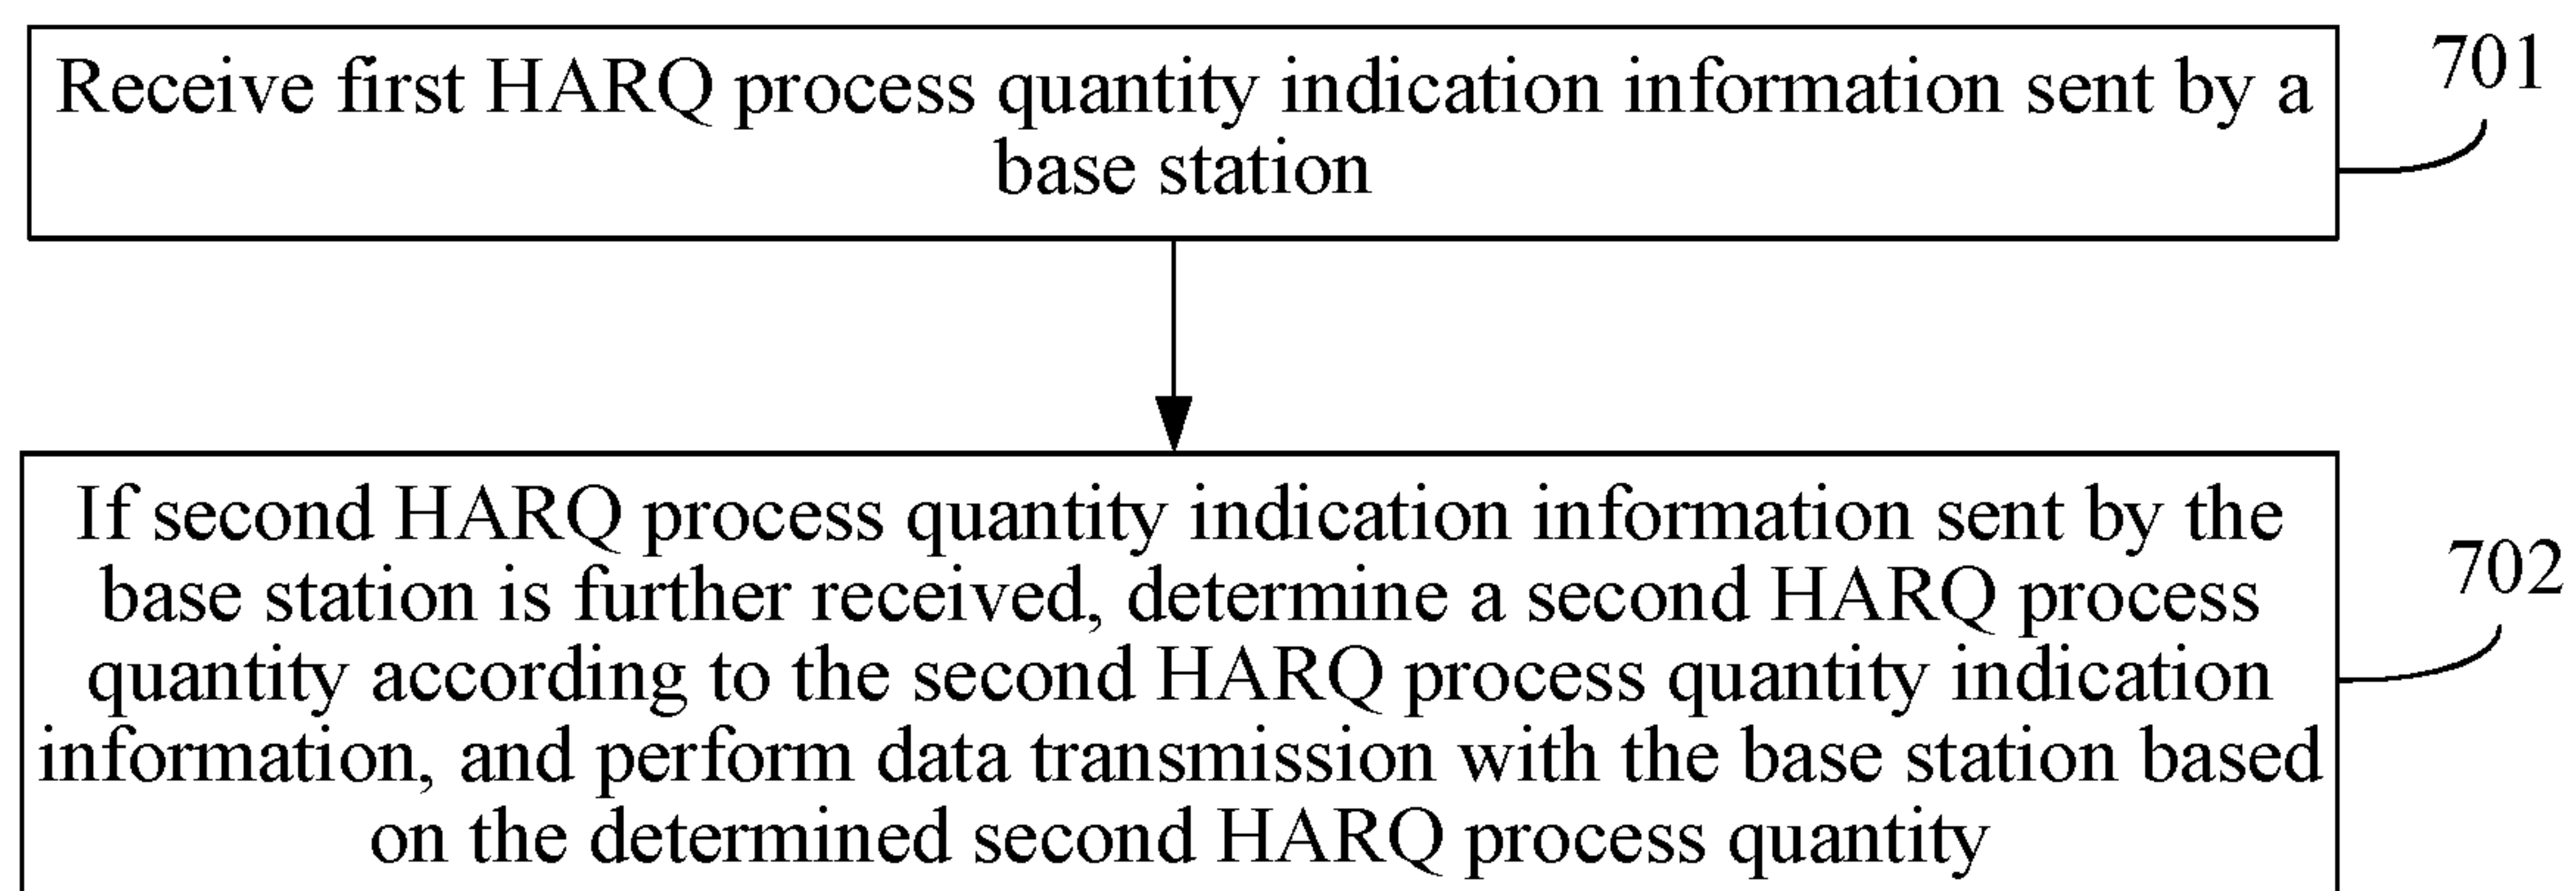 Receive first HARQ process quantity indication information sent by a
base station
701
If second HARQ process quantity indication information sent by the
base station is further received, determine a second HARQ process
quantity according to the second HARQ process quantity indication
information, and perform data transmission with the base station based
on the determined second HARQ process quantity
702